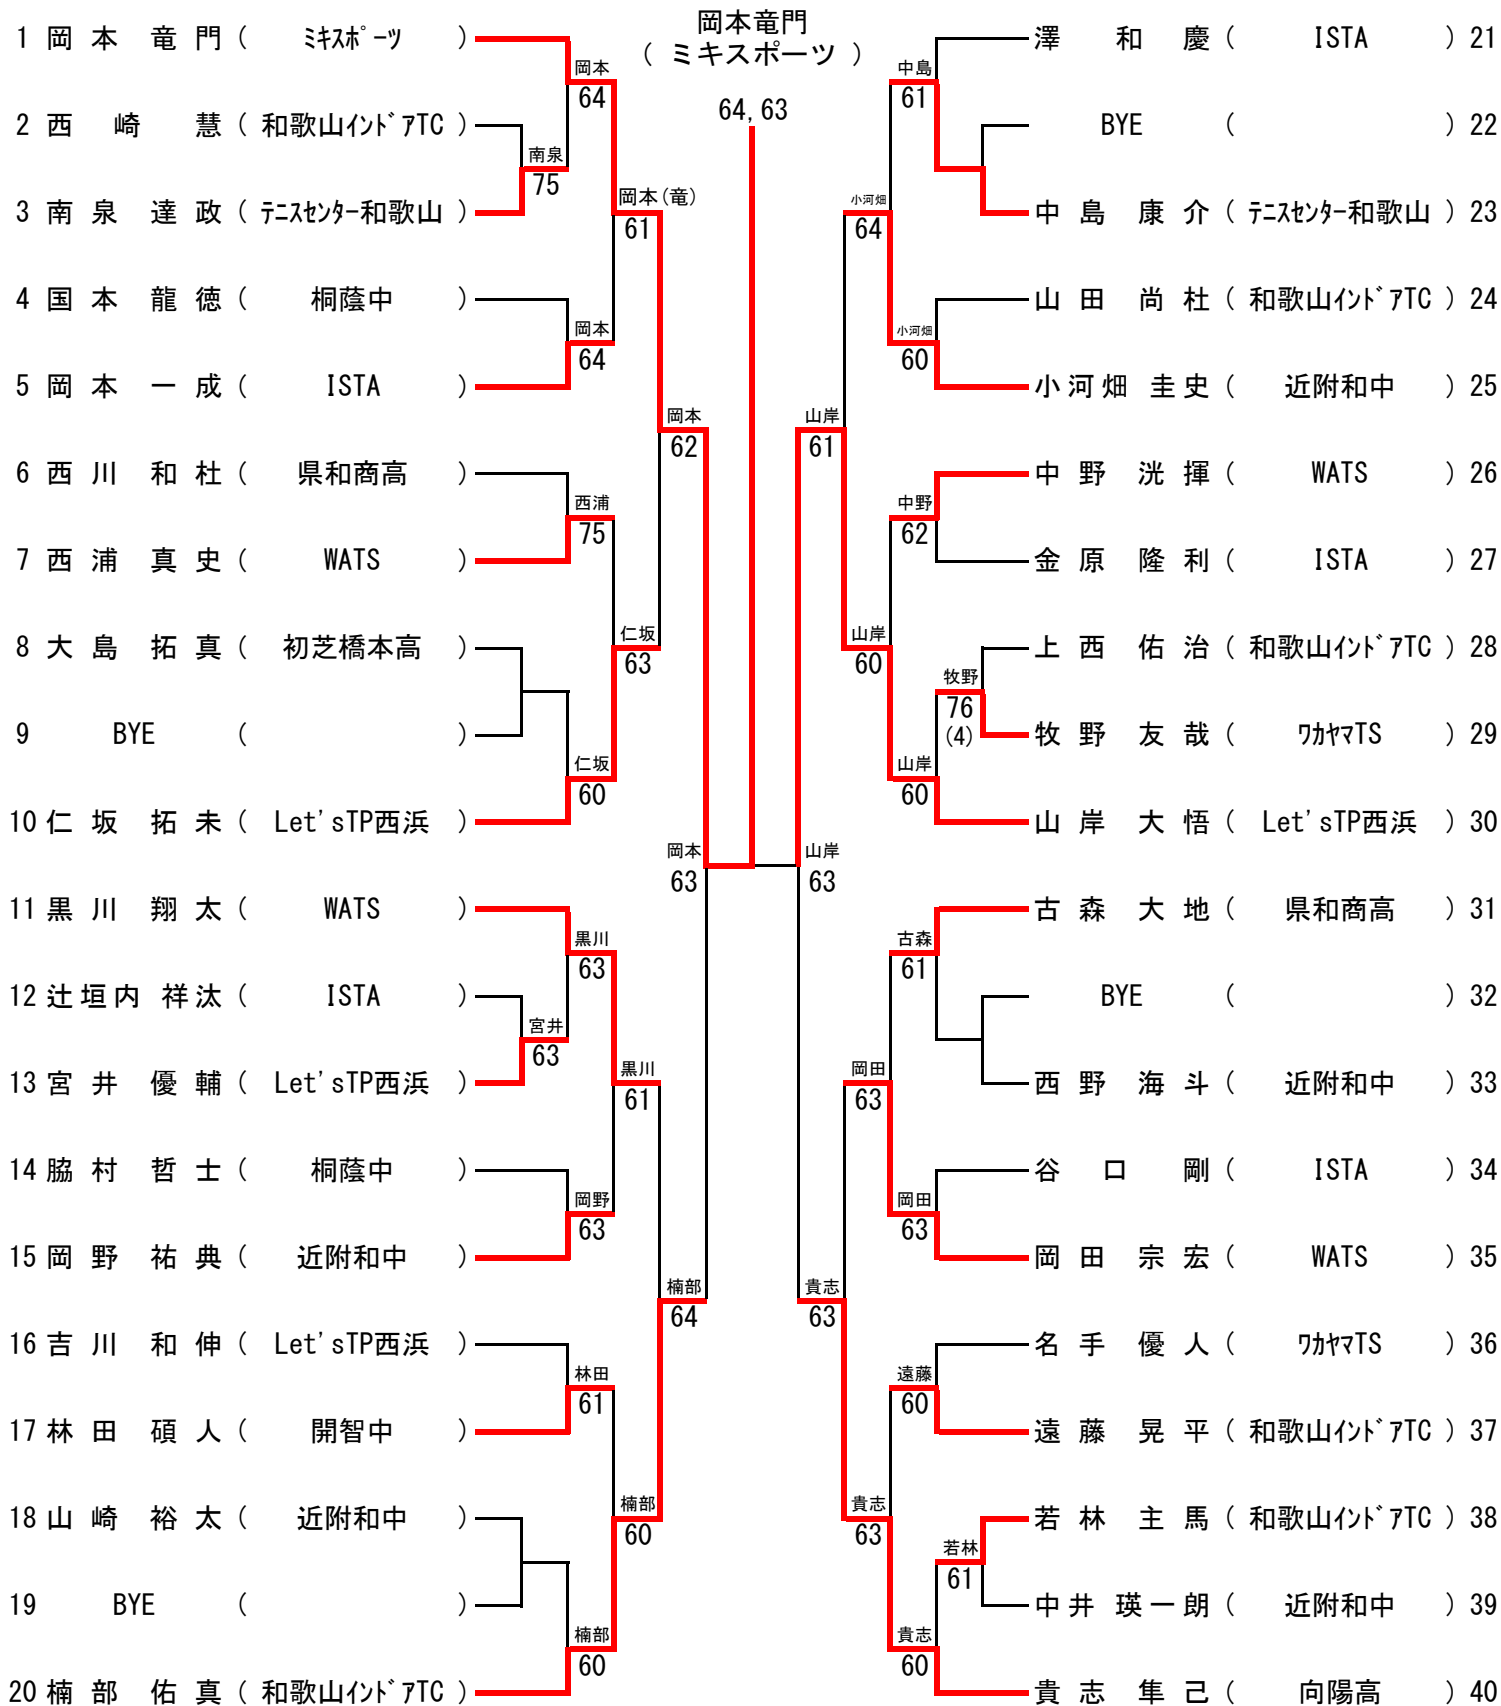 岡本竜門
( ミキスポーツ )
64, 63
1 岡本 竜門 ( ミキスポーツ )
岡本
64
2 西崎 慧 ( 和歌山インドアTC )
南泉
75
3 南泉 達政 ( テニスセンター和歌山 )
岡本(竜)
61
4 国本 龍徳 ( 桐蔭中 )
岡本
64
5 岡本 一成 ( ISTA )
岡本
62
6 西川 和杜 ( 県和商高 )
西浦
75
7 西浦 真史 ( WATS )
仁坂
63
8 大島 拓真 ( 初芝橋本高 )
9 BYE ( )
仁坂
60
10 仁坂 拓未 ( Let'sTP西浜 )
岡本
63
11 黒川 翔太 ( WATS )
黒川
63
12 辻垣内 祥汰 ( ISTA )
宮井
63
13 宮井 優輔 ( Let'sTP西浜 )
黒川
61
14 脇村 哲士 ( 桐蔭中 )
岡野
63
15 岡野 祐典 ( 近附和中 )
楠部
64
16 吉川 和伸 ( Let'sTP西浜 )
林田
61
17 林田 碩人 ( 開智中 )
楠部
60
18 山崎 裕太 ( 近附和中 )
19 BYE ( )
楠部
60
20 楠部 佑真 ( 和歌山インドアTC )
澤 和慶 ( ISTA ) 21
中島
61
BYE ( ) 22
中島 康介 ( テニスセンター和歌山 ) 23
小河畑
64
山田 尚杜 ( 和歌山インドアTC ) 24
小河畑
60
小河畑 圭史 ( 近附和中 ) 25
山岸
61
中野 洸揮 ( WATS ) 26
中野
62
金原 隆利 ( ISTA ) 27
山岸
60
上西 佑治 ( 和歌山インドアTC ) 28
牧野
76
(4)
牧野 友哉 ( ワカヤマTS ) 29
山岸
60
山岸 大悟 ( Let'sTP西浜 ) 30
山岸
63
古森 大地 ( 県和商高 ) 31
古森
61
BYE ( ) 32
西野 海斗 ( 近附和中 ) 33
岡田
63
谷口 剛 ( ISTA ) 34
岡田
63
岡田 宗宏 ( WATS ) 35
貴志
63
名手 優人 ( ワカヤマTS ) 36
遠藤
60
遠藤 晃平 ( 和歌山インドアTC ) 37
貴志
63
若林 主馬 ( 和歌山インドアTC ) 38
若林
61
中井 瑛一朗 ( 近附和中 ) 39
貴志
60
貴志 隼己 ( 向陽高 ) 40